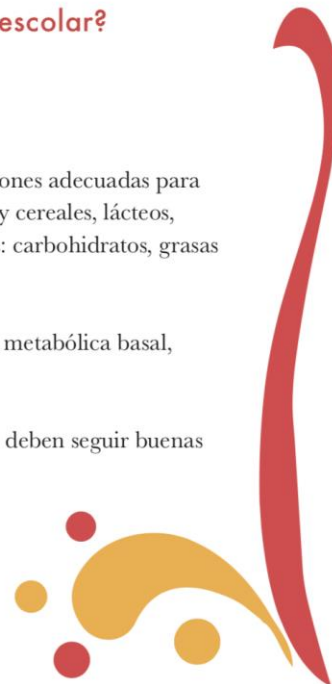 escolar?
ones adecuadas para
y cereales, lácteos,
: carbohidratos, grasas
metabólica basal,
deben seguir buenas